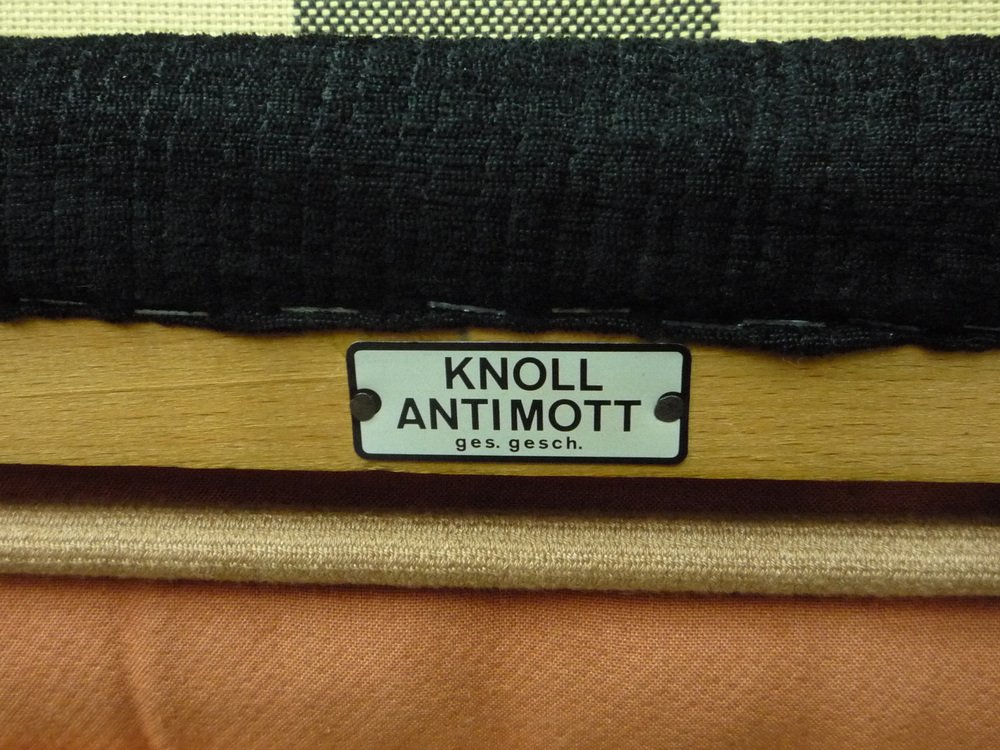 KNOLL
ANTIMOTT
ges. gesch.